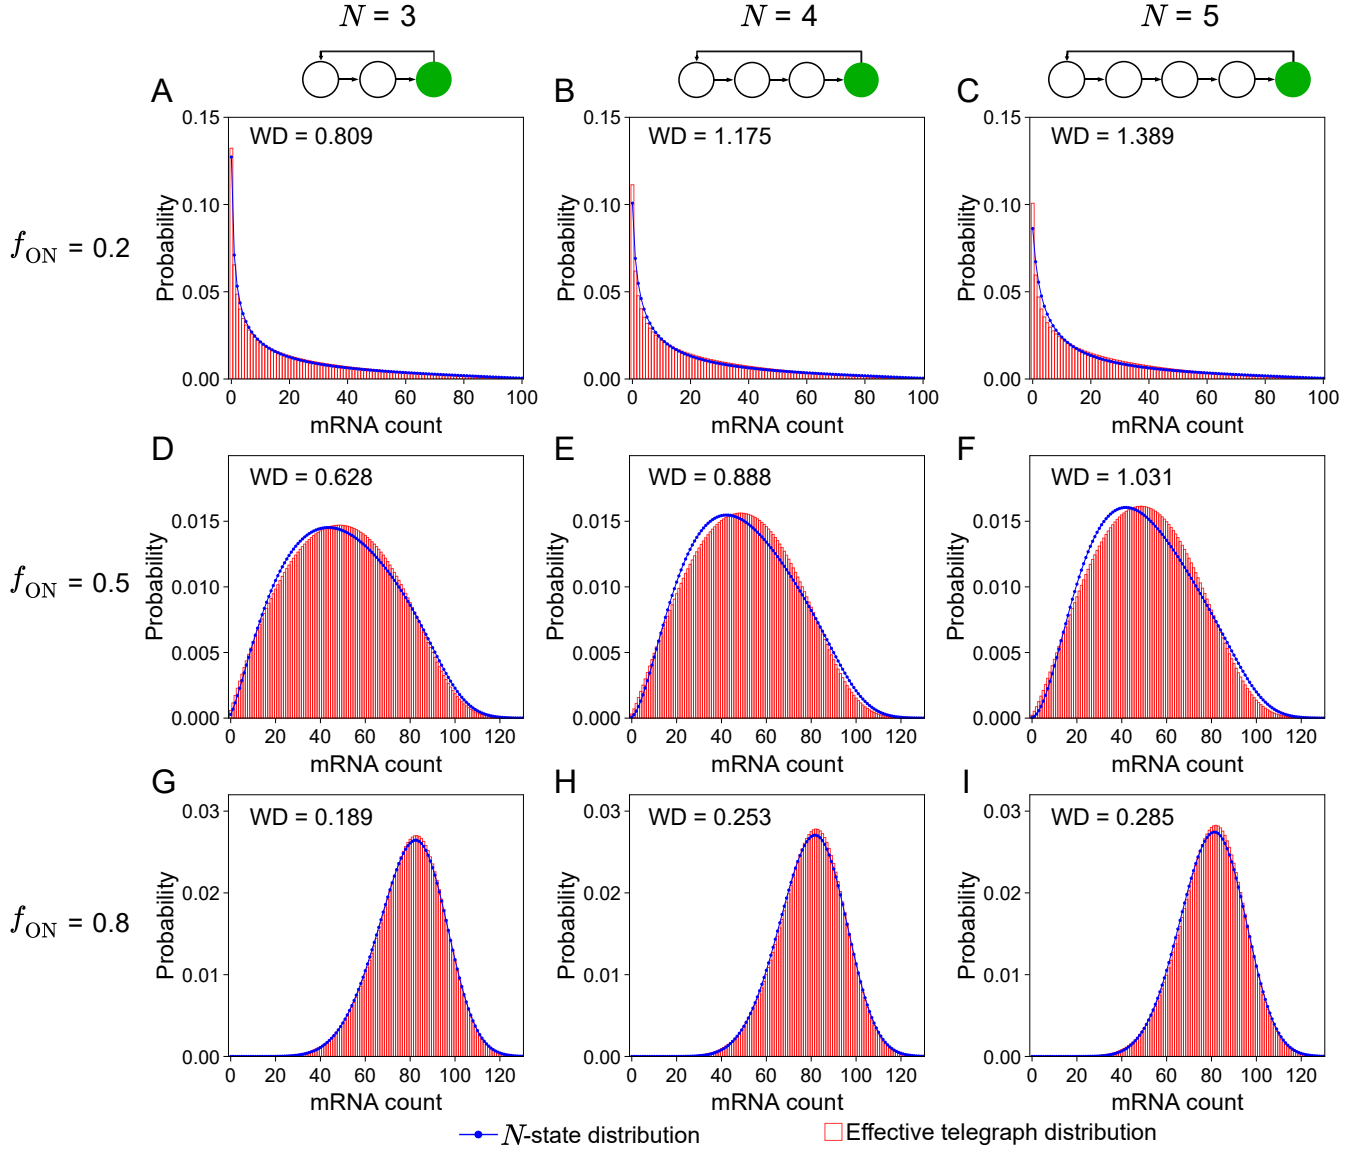 N = 3
N = 4
N = 5
A
B
C
f_ON = 0.2
WD = 0.809
WD = 1.175
WD = 1.389
Probability
0.15
0.10
0.05
0.00
0 20 40 60 80 100
mRNA count
Probability
0.15
0.10
0.05
0.00
0 20 40 60 80 100
mRNA count
Probability
0.15
0.10
0.05
0.00
0 20 40 60 80 100
mRNA count
D
E
F
f_ON = 0.5
WD = 0.628
WD = 0.888
WD = 1.031
Probability
0.015
0.010
0.005
0.000
0 20 40 60 80 100 120
mRNA count
Probability
0.015
0.010
0.005
0.000
0 20 40 60 80 100 120
mRNA count
Probability
0.015
0.010
0.005
0.000
0 20 40 60 80 100 120
mRNA count
G
H
I
f_ON = 0.8
WD = 0.189
WD = 0.253
WD = 0.285
Probability
0.03
0.02
0.01
0.00
0 20 40 60 80 100 120
mRNA count
Probability
0.03
0.02
0.01
0.00
0 20 40 60 80 100 120
mRNA count
Probability
0.03
0.02
0.01
0.00
0 20 40 60 80 100 120
mRNA count
N-state distribution
Effective telegraph distribution